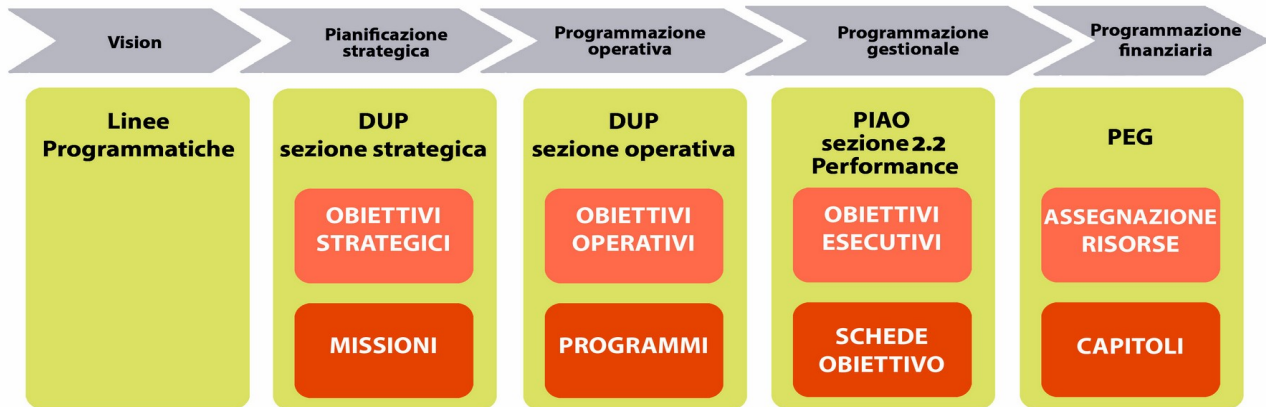 Vision
Pianificazione
strategica
Programmazione
operativa
Programmazione
gestionale
Programmazione
finanziaria
Linee
Programmatiche
DUP
sezione strategica
OBIETTIVI
STRATEGICI
MISSIONI
DUP
sezione operativa
OBIETTIVI
OPERATIVI
PROGRAMMI
PIAO
sezione 2.2
Performance
OBIETTIVI
ESECUTIVI
SCHEDE
OBIETTIVO
PEG
ASSEGNAZIONE
RISORSE
CAPITOLI